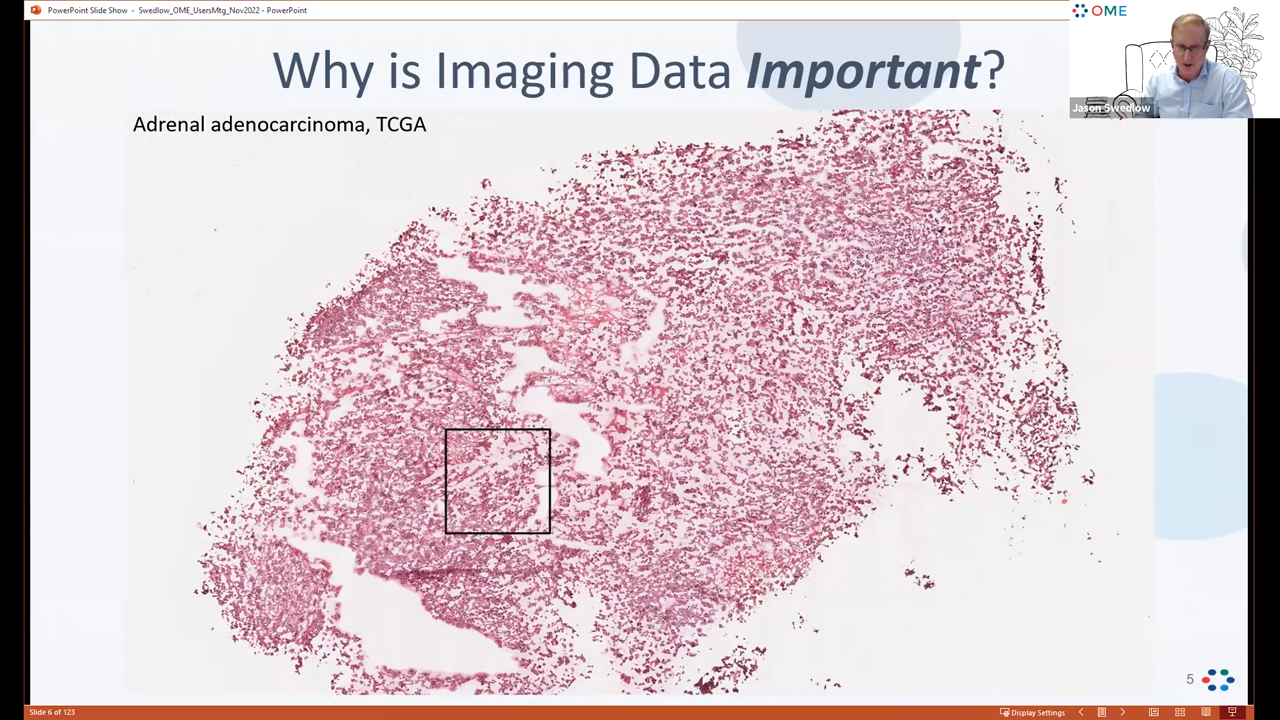 PowerPoint Slide Show - Swedlow_OME_UsersMtg_Nov2022 - PowerPoint
OME
Why is Imaging Data Important?
Jason Swedlow
Adrenal adenocarcinoma, TCGA
5
Slide 6 of 123
Display Settings